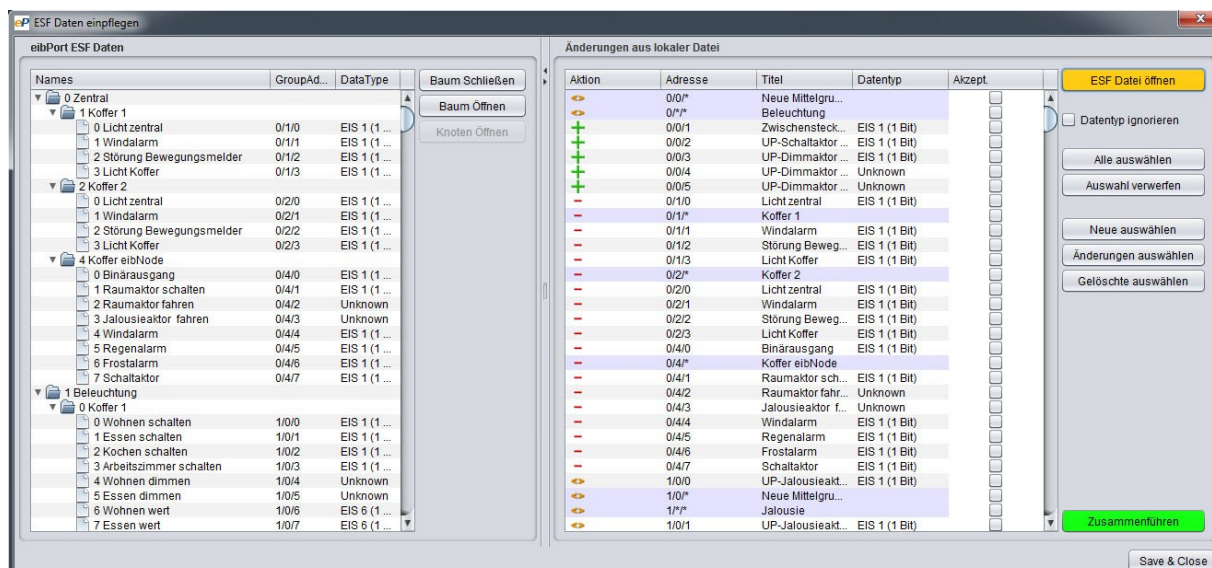 eP ESF Daten einpflegen
eibPort ESF Daten
Names GroupAd... DataType
0 Zentral
1 Koffer 1
0 Licht zentral 0/1/0 EIS 1 (1 ...
1 Windalarm 0/1/1 EIS 1 (1 ...
2 Störung Bewegungsmelder 0/1/2 EIS 1 (1 ...
3 Licht Koffer 0/1/3 EIS 1 (1 ...
2 Koffer 2
0 Licht zentral 0/2/0 EIS 1 (1 ...
1 Windalarm 0/2/1 EIS 1 (1 ...
2 Störung Bewegungsmelder 0/2/2 EIS 1 (1 ...
3 Licht Koffer 0/2/3 EIS 1 (1 ...
4 Koffer eibNode
0 Binärausgang 0/4/0 EIS 1 (1 ...
1 Raumaktor schalten 0/4/1 EIS 1 (1 ...
2 Raumaktor fahren 0/4/2 Unknown
3 Jalousieaktor fahren 0/4/3 Unknown
4 Windalarm 0/4/4 EIS 1 (1 ...
5 Regenalarm 0/4/5 EIS 1 (1 ...
6 Frostalarm 0/4/6 EIS 1 (1 ...
7 Schaltaktor 0/4/7 EIS 1 (1 ...
1 Beleuchtung
0 Koffer 1
0 Wohnen schalten 1/0/0 EIS 1 (1 ...
1 Essen schalten 1/0/1 EIS 1 (1 ...
2 Kochen schalten 1/0/2 EIS 1 (1 ...
3 Arbeitszimmer schalten 1/0/3 EIS 1 (1 ...
4 Wohnen dimmen 1/0/4 Unknown
5 Essen dimmen 1/0/5 Unknown
6 Wohnen wert 1/0/6 EIS 6 (1 ...
7 Essen wert 1/0/7 EIS 6 (1 ...
Baum Schließen
Baum Öffnen
Knoten Öffnen
Änderungen aus lokaler Datei
Aktion Adresse Titel Datentyp Akzept.
0/0/* Neue Mittelgru...
0/*/* Beleuchtung
0/0/1 Zwischensteck... EIS 1 (1 Bit)
0/0/2 UP-Schaltaktor ... EIS 1 (1 Bit)
0/0/3 UP-Dimmaktor ... EIS 1 (1 Bit)
0/0/4 UP-Dimmaktor ... Unknown
0/0/5 UP-Dimmaktor ... Unknown
0/1/0 Licht zentral EIS 1 (1 Bit)
0/1/* Koffer 1
0/1/1 Windalarm EIS 1 (1 Bit)
0/1/2 Störung Beweg... EIS 1 (1 Bit)
0/1/3 Licht Koffer EIS 1 (1 Bit)
0/2/* Koffer 2
0/2/0 Licht zentral EIS 1 (1 Bit)
0/2/1 Windalarm EIS 1 (1 Bit)
0/2/2 Störung Beweg... EIS 1 (1 Bit)
0/2/3 Licht Koffer EIS 1 (1 Bit)
0/4/0 Binärausgang EIS 1 (1 Bit)
0/4/* Koffer eibNode
0/4/1 Raumaktor sch... EIS 1 (1 Bit)
0/4/2 Raumaktor fahr... Unknown
0/4/3 Jalousieaktor f... Unknown
0/4/4 Windalarm EIS 1 (1 Bit)
0/4/5 Regenalarm EIS 1 (1 Bit)
0/4/6 Frostalarm EIS 1 (1 Bit)
0/4/7 Schaltaktor EIS 1 (1 Bit)
1/0/0 UP-Jalousieakt... EIS 1 (1 Bit)
1/0/* Neue Mittelgru...
1/*/* Jalousie
1/0/1 UP-Jalousieakt... EIS 1 (1 Bit)
ESF Datei öffnen
Datentyp ignorieren
Alle auswählen
Auswahl verwerfen
Neue auswählen
Änderungen auswählen
Gelöschte auswählen
Zusammenführen
Save & Close